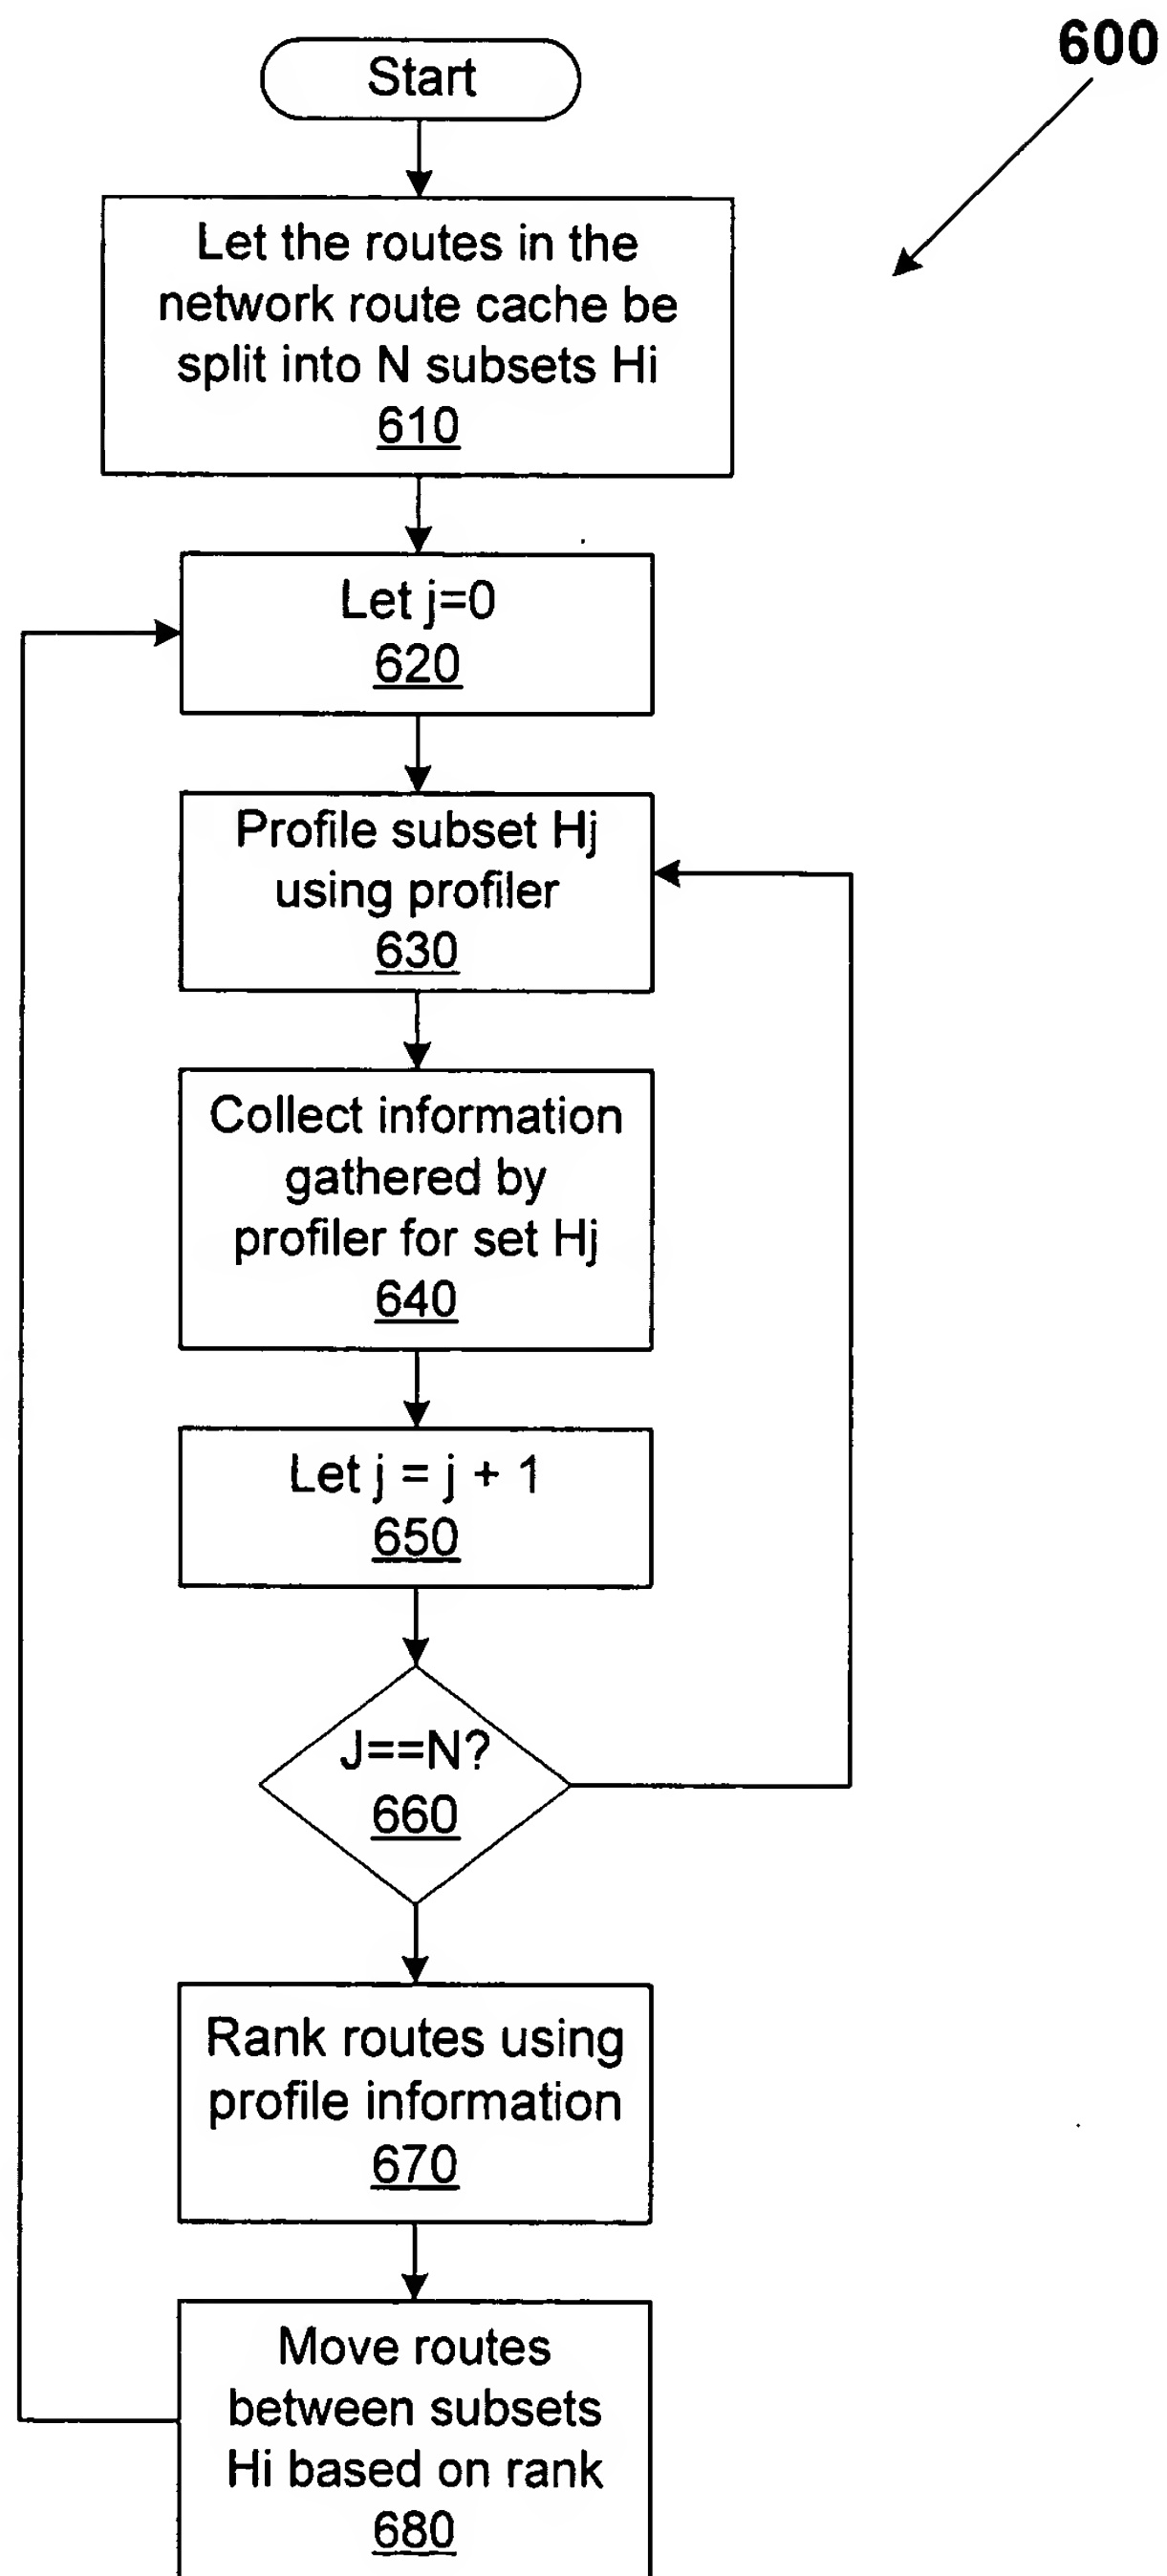 600
Start
Let the routes in the
network route cache be
split into N subsets Hi
610
Let j=0
620
Profile subset Hj
using profiler
630
Collect information
gathered by
profiler for set Hj
640
Let j = j + 1
650
J==N?
660
Rank routes using
profile information
670
Move routes
between subsets
Hi based on rank
680